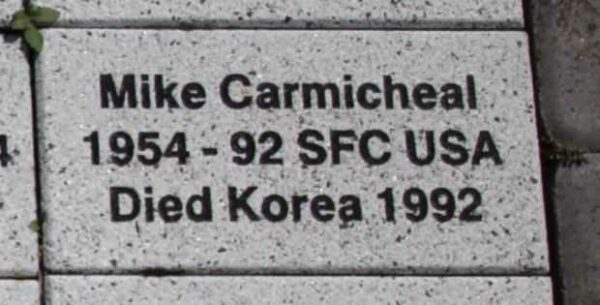 Mike Carmicheal
1954 - 92 SFC USA
Died Korea 1992